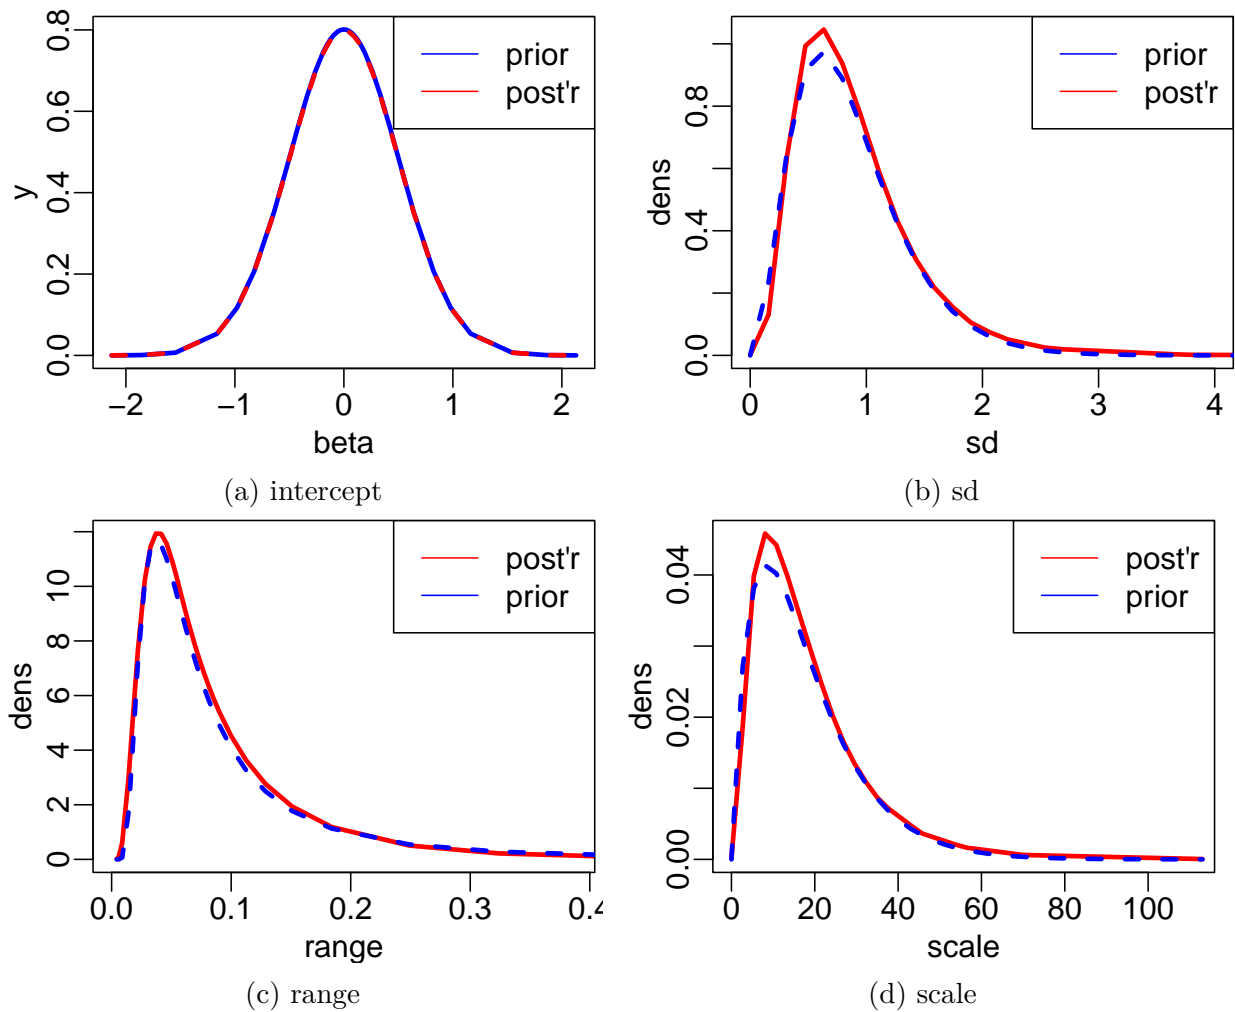 0.8
0.6
0.4
0.2
0.0
y
prior
post'r
−2 −1 0 1 2
beta
(a) intercept
0.8
0.4
0.0
dens
prior
post'r
0 1 2 3 4
sd
(b) sd
10
8
6
4
2
0
dens
post'r
prior
0.0 0.1 0.2 0.3 0.4
range
(c) range
0.04
0.02
0.00
dens
post'r
prior
0 20 40 60 80 100
scale
(d) scale